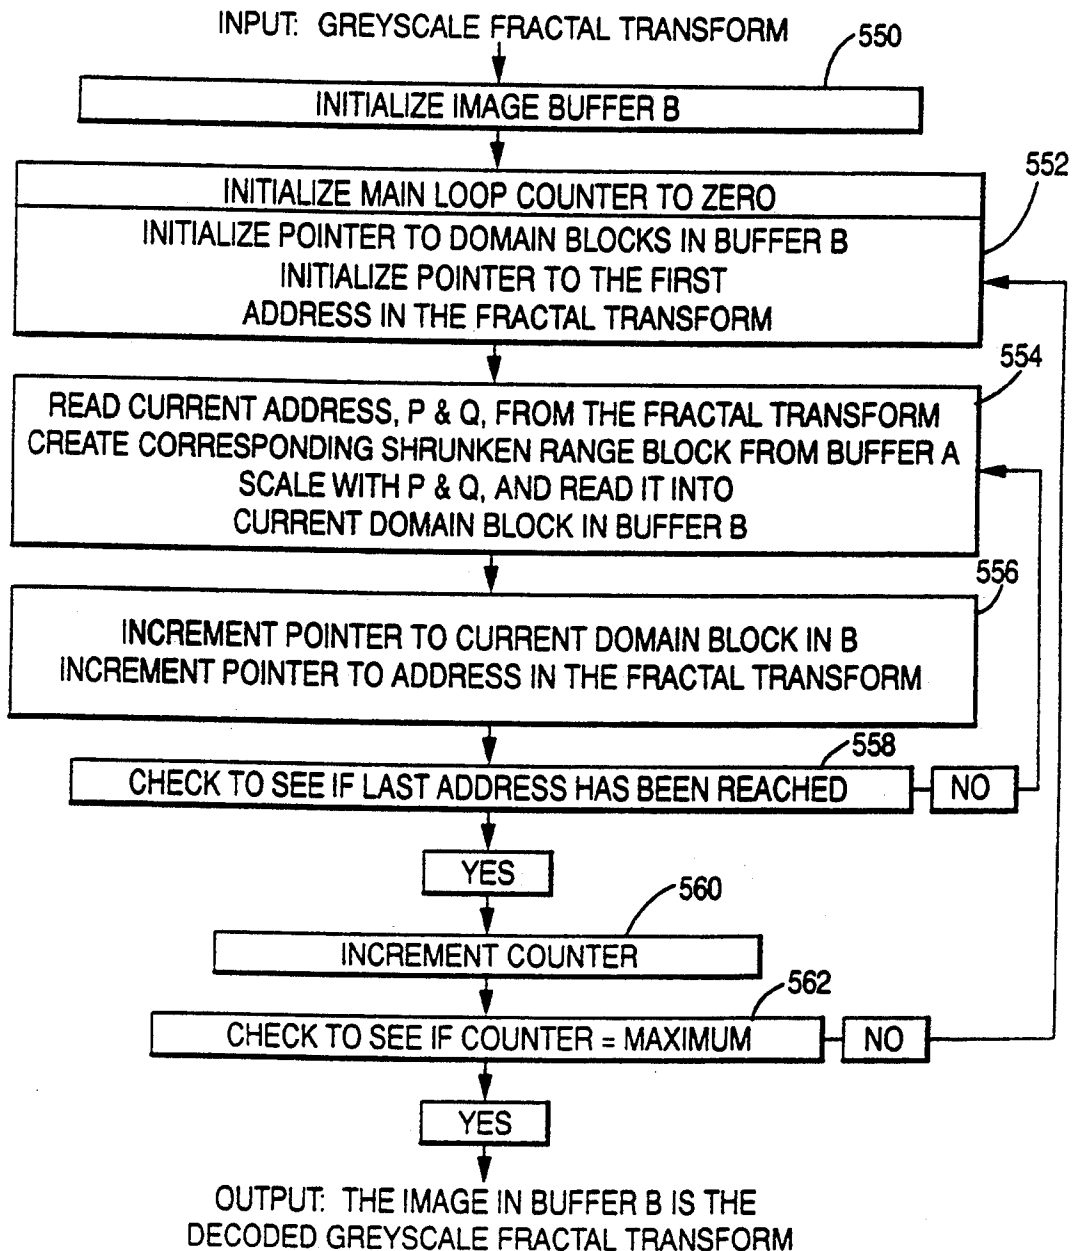 INPUT: GREYSCALE FRACTAL TRANSFORM
550
INITIALIZE IMAGE BUFFER B
552
INITIALIZE MAIN LOOP COUNTER TO ZERO
INITIALIZE POINTER TO DOMAIN BLOCKS IN BUFFER B
INITIALIZE POINTER TO THE FIRST
ADDRESS IN THE FRACTAL TRANSFORM
554
READ CURRENT ADDRESS, P & Q, FROM THE FRACTAL TRANSFORM
CREATE CORRESPONDING SHRUNKEN RANGE BLOCK FROM BUFFER A
SCALE WITH P & Q, AND READ IT INTO
CURRENT DOMAIN BLOCK IN BUFFER B
556
INCREMENT POINTER TO CURRENT DOMAIN BLOCK IN B
INCREMENT POINTER TO ADDRESS IN THE FRACTAL TRANSFORM
558
CHECK TO SEE IF LAST ADDRESS HAS BEEN REACHED
NO
YES
560
INCREMENT COUNTER
562
CHECK TO SEE IF COUNTER = MAXIMUM
NO
YES
OUTPUT: THE IMAGE IN BUFFER B IS THE
DECODED GREYSCALE FRACTAL TRANSFORM